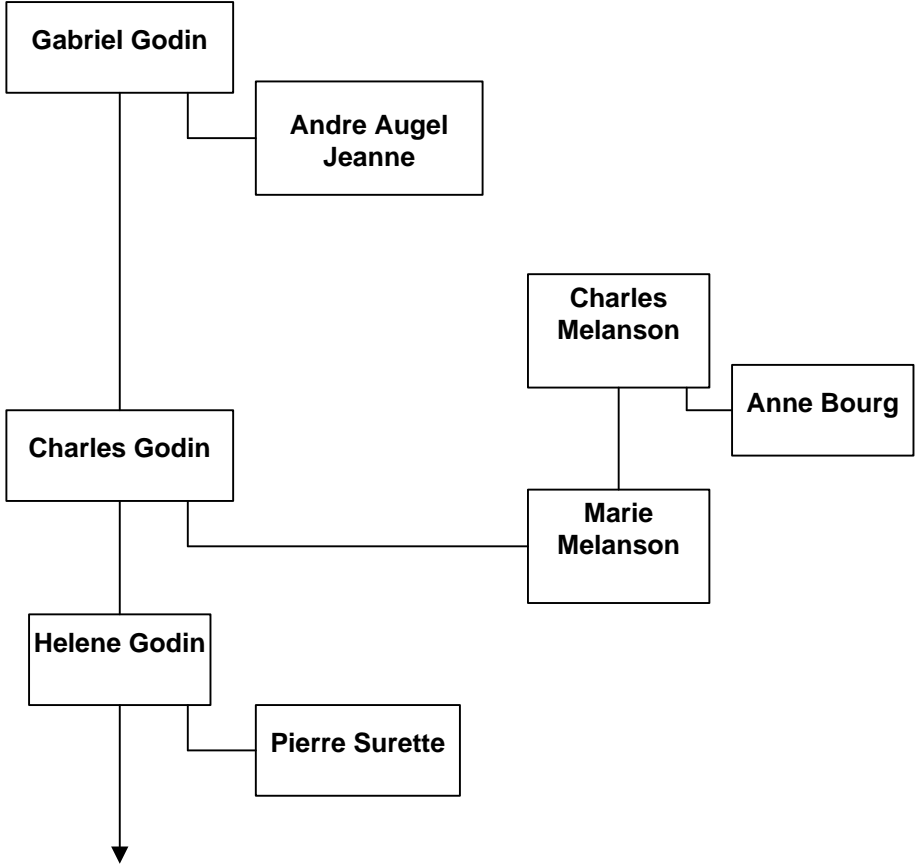 Gabriel Godin
Andre Augel
Jeanne
Charles
Melanson
Anne Bourg
Charles Godin
Marie
Melanson
Helene Godin
Pierre Surette